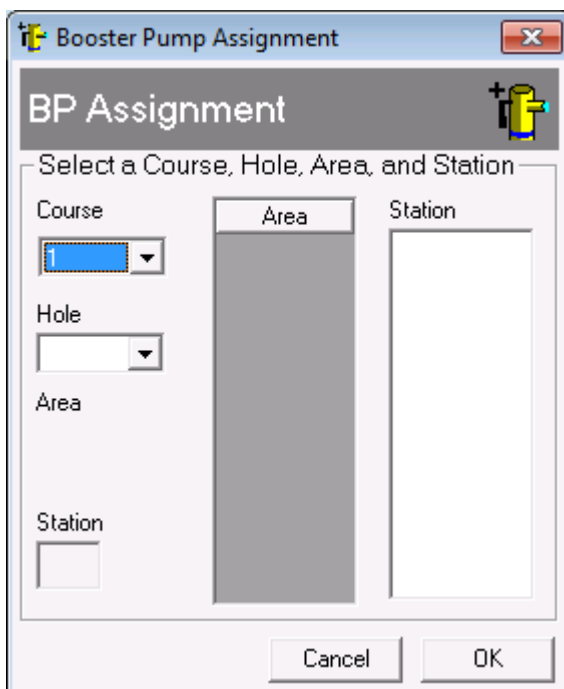 Booster Pump Assignment
BP Assignment
Select a Course, Hole, Area, and Station
Course
1
Hole
Area
Station
Area
Station
Cancel
OK